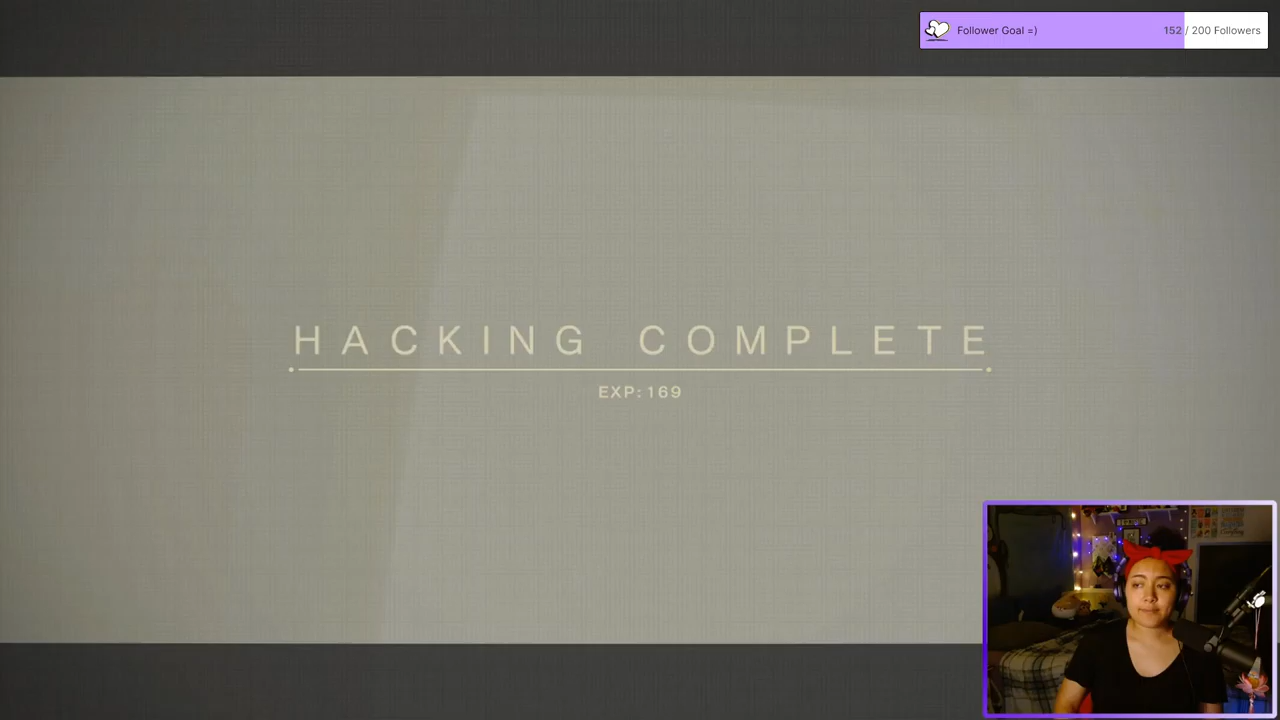 Follower Goal =)
152 / 200 Followers
HACKING COMPLETE
EXP: 169